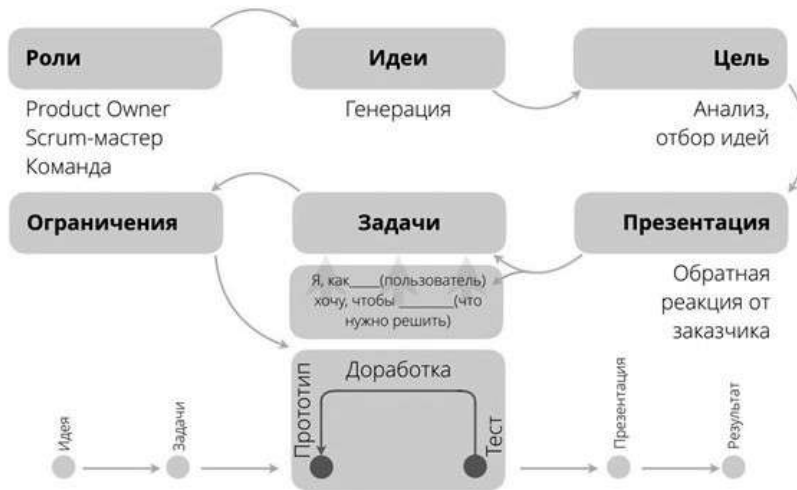 Роли
Идеи
Цель
Product Owner
Scrum-мастер
Команда
Генерация
Анализ,
отбор идей
Ограничения
Задачи
Презентация
Я, как____(пользователь)
хочу, чтобы _______(что
нужно решить)
Обратная
реакция от
заказчика
Доработка
Прототип
Тест
Идея
Задачи
Презентация
Результат